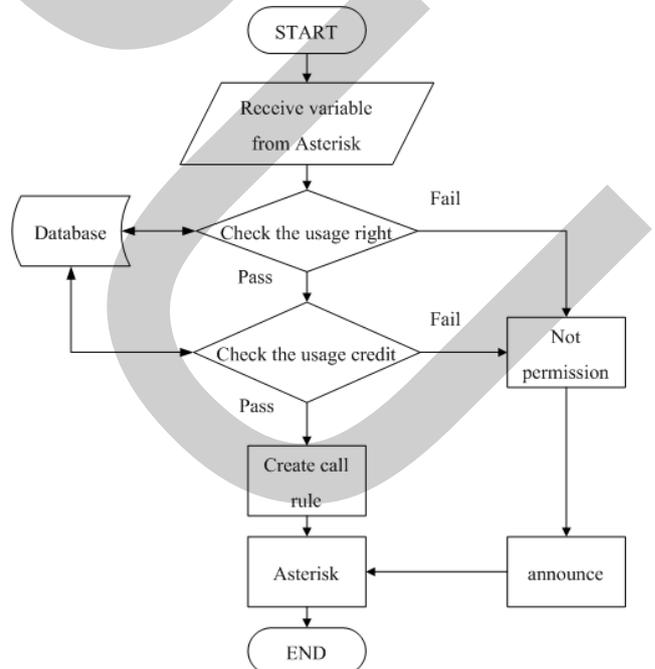 START
Receive variable
from Asterisk
Fail
Database
Check the usage right
Pass
Fail
Check the usage credit
Not
permission
Pass
Create call
rule
Asterisk
announce
END